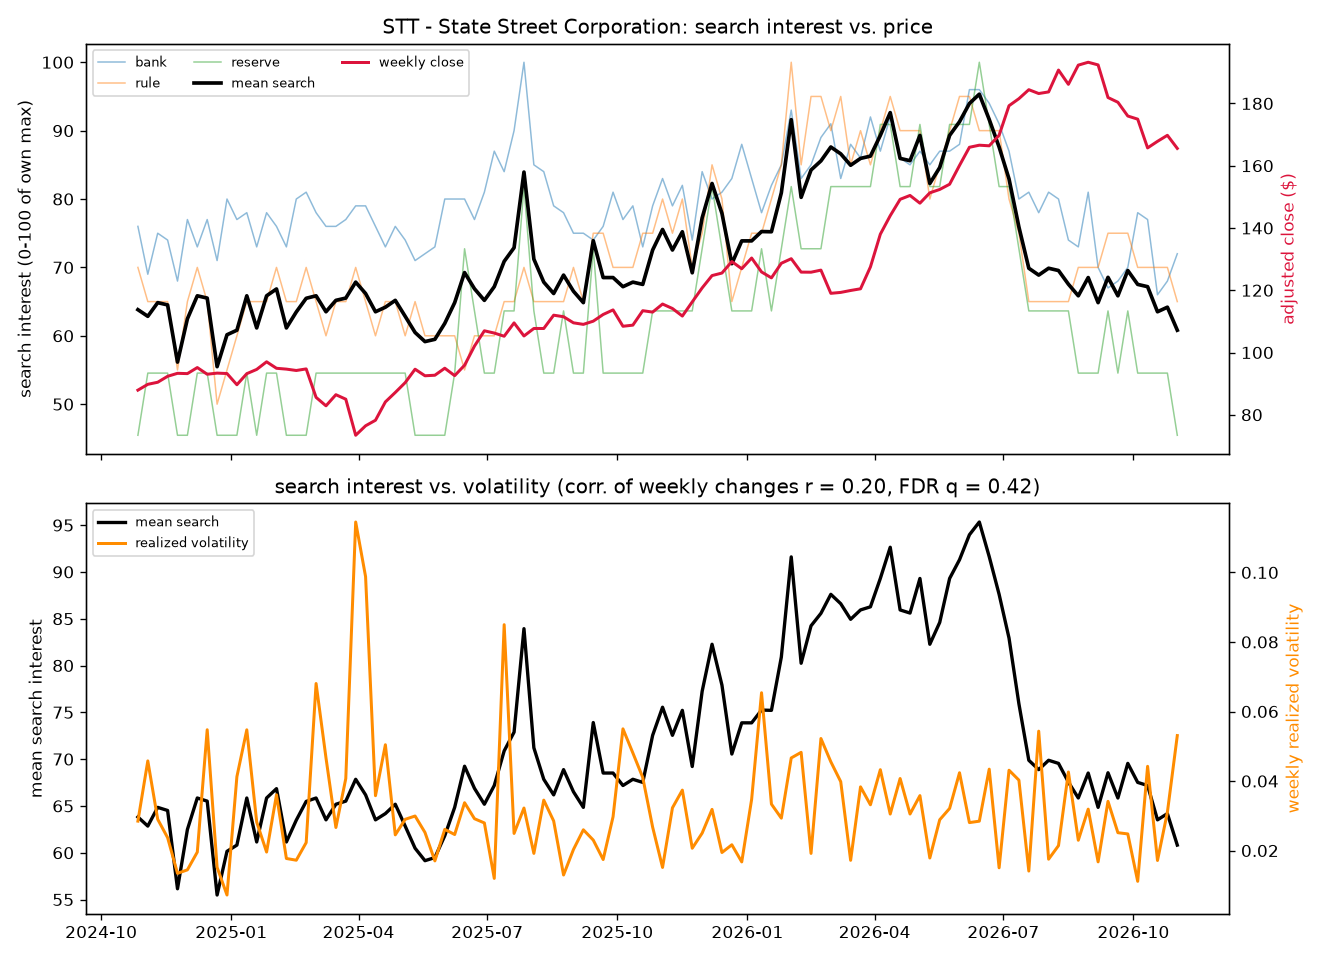 STT - State Street Corporation: search interest vs. price
bank
rule
reserve
mean search
weekly close
search interest (0-100 of own max)
100
90
80
70
60
50
adjusted close ($)
180
160
140
120
100
80
search interest vs. volatility (corr. of weekly changes r = 0.20, FDR q = 0.42)
mean search
realized volatility
mean search interest
95
90
85
80
75
70
65
60
55
weekly realized volatility
0.10
0.08
0.06
0.04
0.02
2024-10
2025-01
2025-04
2025-07
2025-10
2026-01
2026-04
2026-07
2026-10